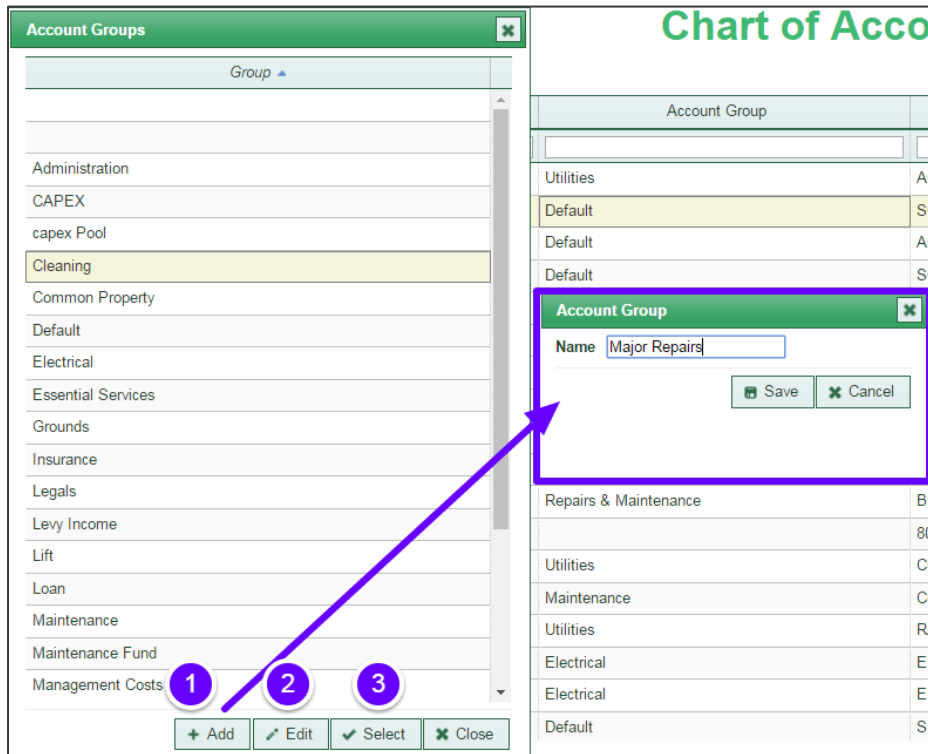 Account Groups
Group
Administration
CAPEX
capex Pool
Cleaning
Common Property
Default
Electrical
Essential Services
Grounds
Insurance
Legals
Levy Income
Lift
Loan
Maintenance
Maintenance Fund
Management Costs
1 2 3
Add Edit Select Close
Chart of Acco
Account Group
Utilities A
Default S
Default A
Default S
Account Group
Name Major Repairs
Save Cancel
Repairs & Maintenance B
80
Utilities C
Maintenance C
Utilities R
Electrical E
Electrical E
Default S